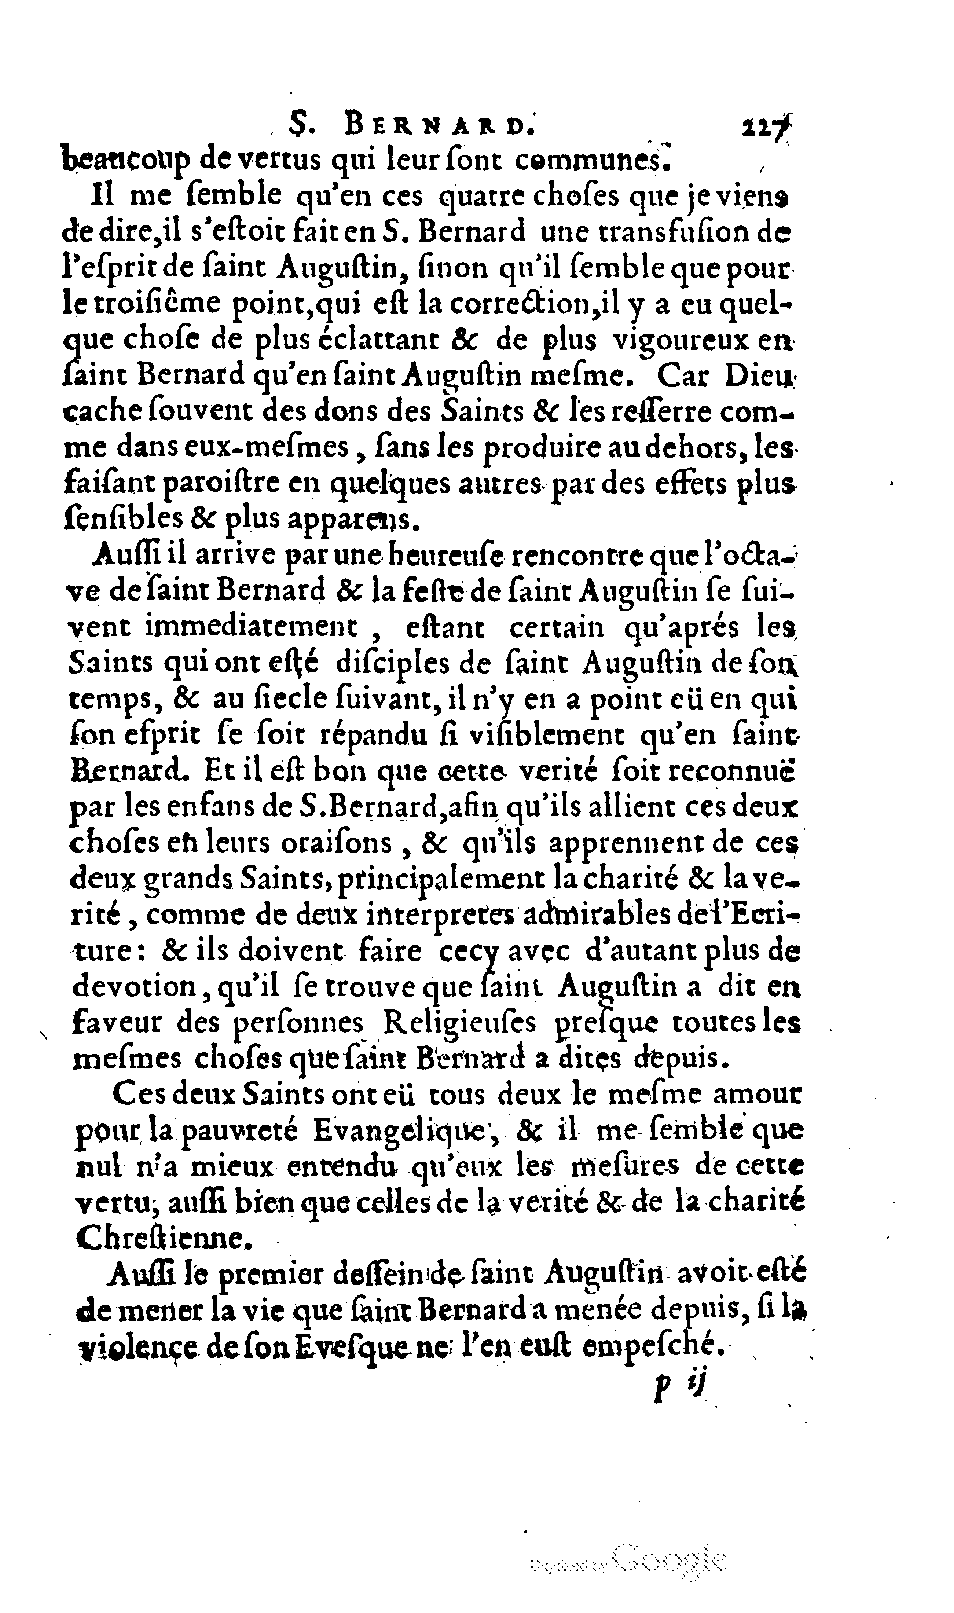 S. BERNARD. 227
beaucoup de vertus qui leur ſont communes.
Il me ſemble qu'en ces quatre choſes que je viens
de dire, il s'eſtoit fait en S. Bernard une transfuſion de
l'eſprit de ſaint Auguſtin, ſinon qu'il ſemble que pour
le troiſiême point, qui eſt la correction, il y a eu quel-
que choſe de plus éclattant & de plus vigoureux en
ſaint Bernard qu'en ſaint Auguſtin meſme. Car Dieu
cache ſouvent des dons des Saints & les reſſerre com-
me dans eux-meſmes, ſans les produire au dehors, les
faiſant paroiſtre en quelques autres par des effets plus
ſenſibles & plus apparens.
Auſſi il arrive par une heureuſe rencontre que l'octa-
ve de ſaint Bernard & la feſte de ſaint Auguſtin ſe ſui-
vent immediatement, eſtant certain qu'aprés les
Saints qui ont eſté diſciples de ſaint Auguſtin de ſon
temps, & au ſiecle ſuivant, il n'y en a point eü en qui
ſon eſprit ſe ſoit répandu ſi viſiblement qu'en ſaint
Bernard. Et il eſt bon que cette verité ſoit reconnuë
par les enfans de S. Bernard, afin qu'ils allient ces deux
choſes en leurs oraiſons, & qu'ils apprennent de ces
deux grands Saints, principalement la charité & la ve-
rité, comme de deux interpretes admirables de l'Ecri-
ture: & ils doivent faire cecy avec d'autant plus de
devotion, qu'il ſe trouve que ſaint Auguſtin a dit en
faveur des perſonnes Religieuſes preſque toutes les
meſmes choſes que ſaint Bernard a dites depuis.
Ces deux Saints ont eü tous deux le meſme amour
pour la pauvreté Evangelique, & il me ſemble que
nul n'a mieux entendu qu'eux les meſures de cette
vertu, auſſi bien que celles de la verité & de la charité
Chreſtienne.
Auſſi le premier deſſein de ſaint Auguſtin avoit eſté
de mener la vie que ſaint Bernard a menée depuis, ſi la
violence de ſon Eveſque ne l'en euſt empeſché.
p ij
Digitized by Google